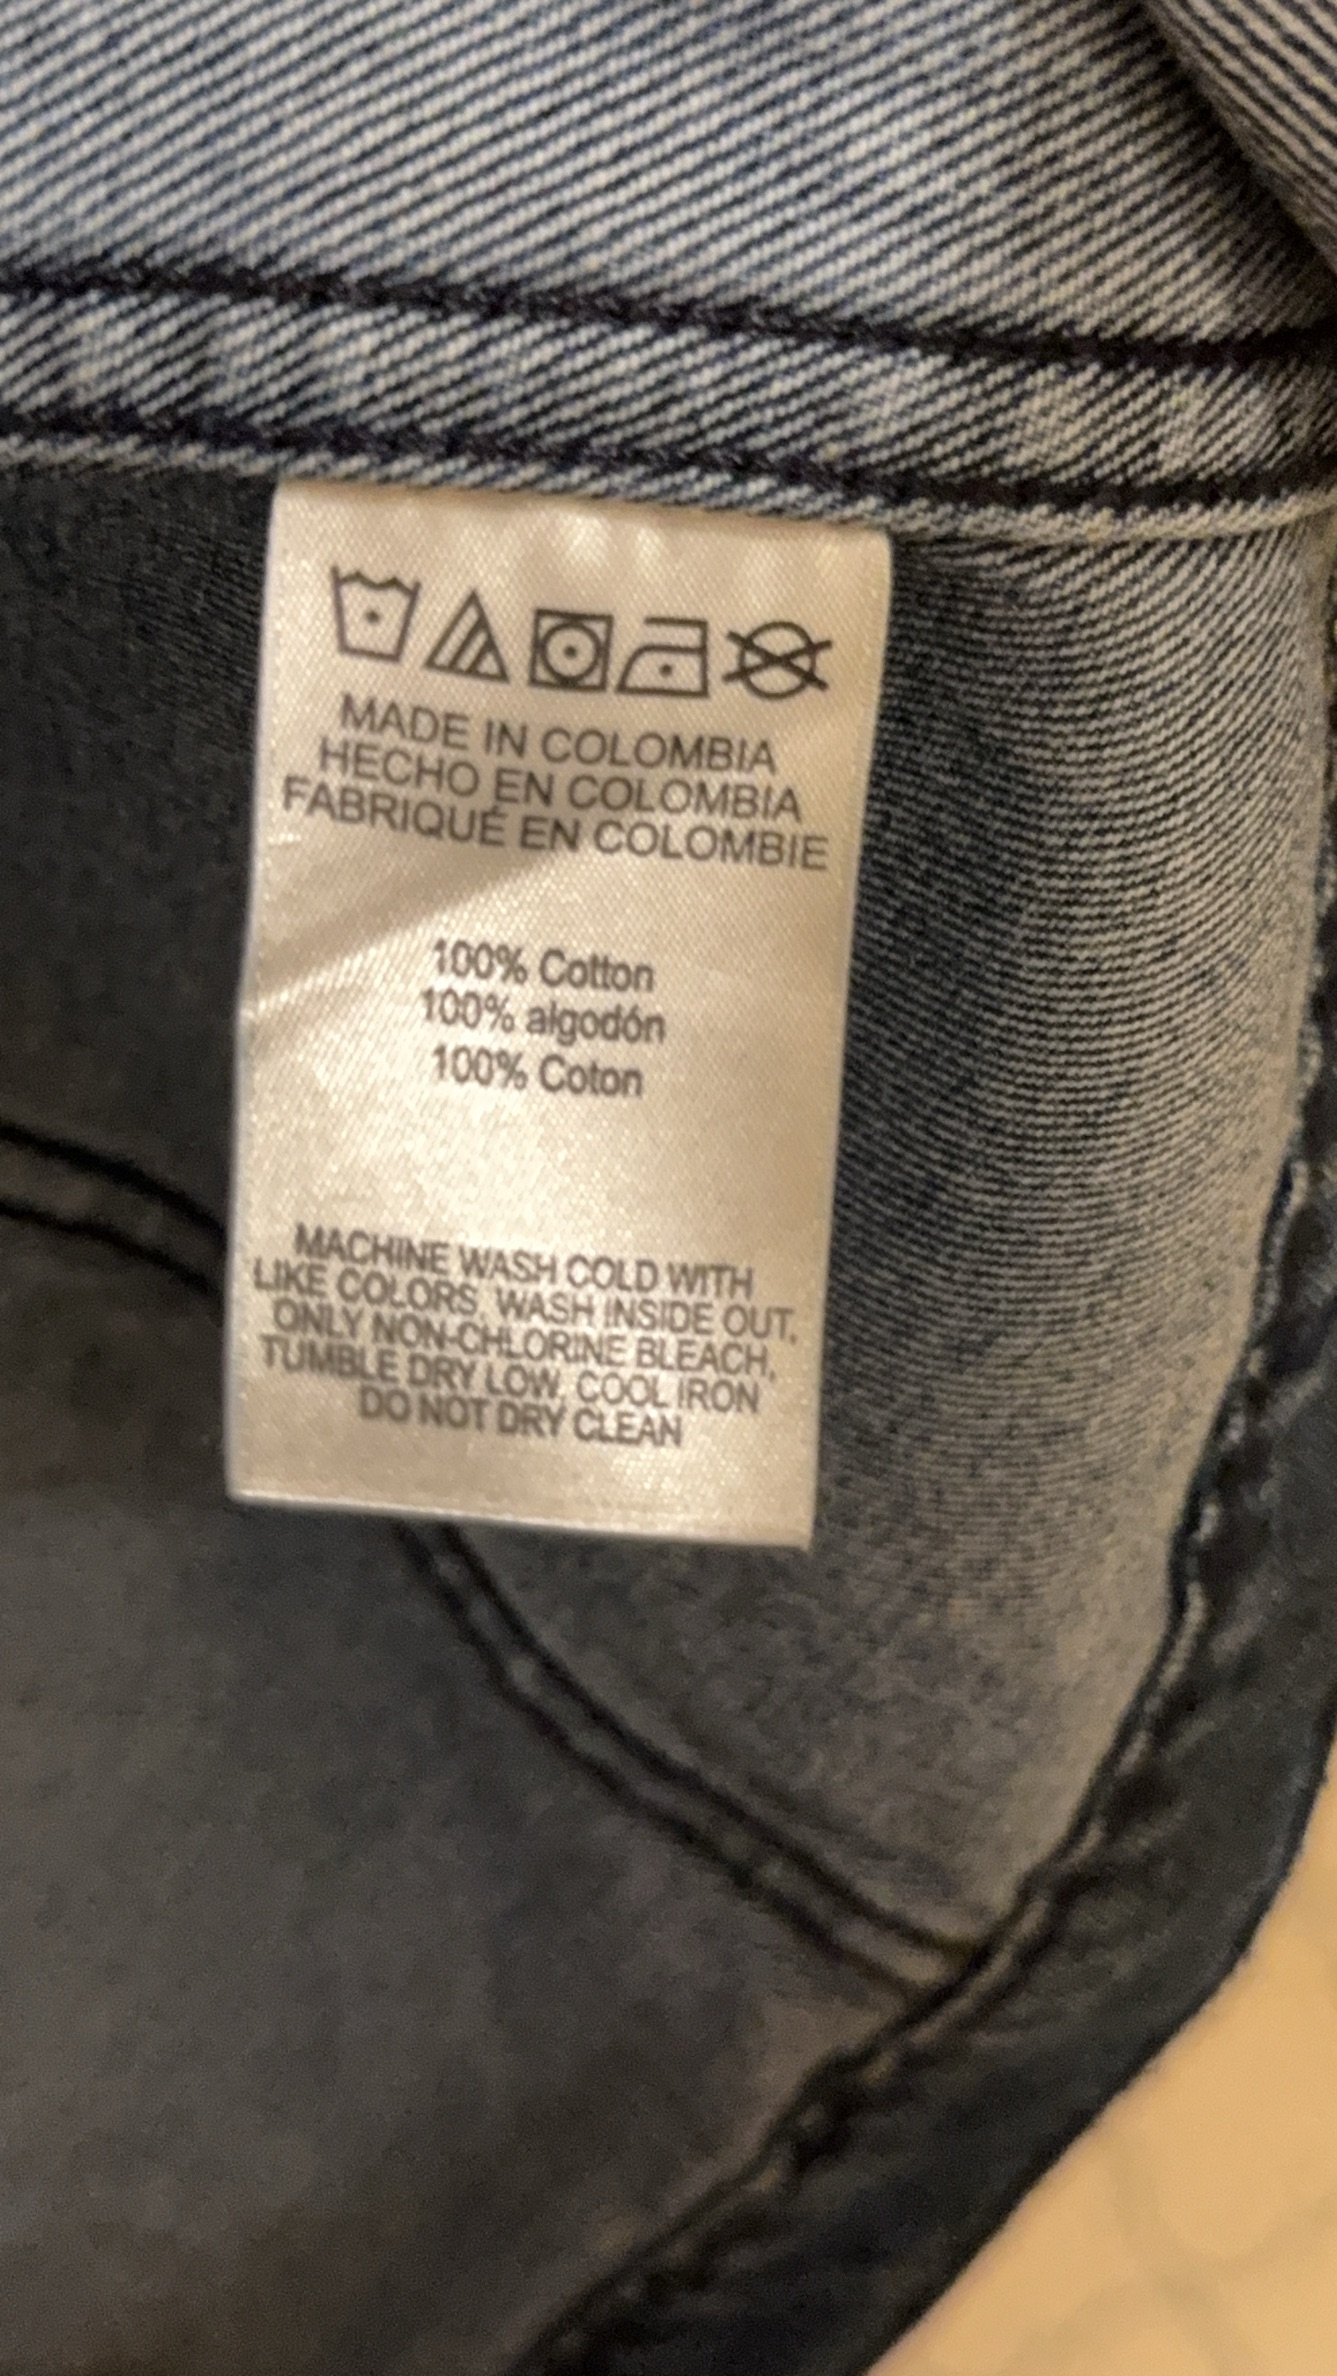 MADE IN COLOMBIA
HECHO EN COLOMBIA
FABRIQUÉ EN COLOMBIE
100% Cotton
100% algodón
100% Coton
MACHINE WASH COLD WITH
LIKE COLORS, WASH INSIDE OUT,
ONLY NON-CHLORINE BLEACH,
TUMBLE DRY LOW, COOL IRON
DO NOT DRY CLEAN